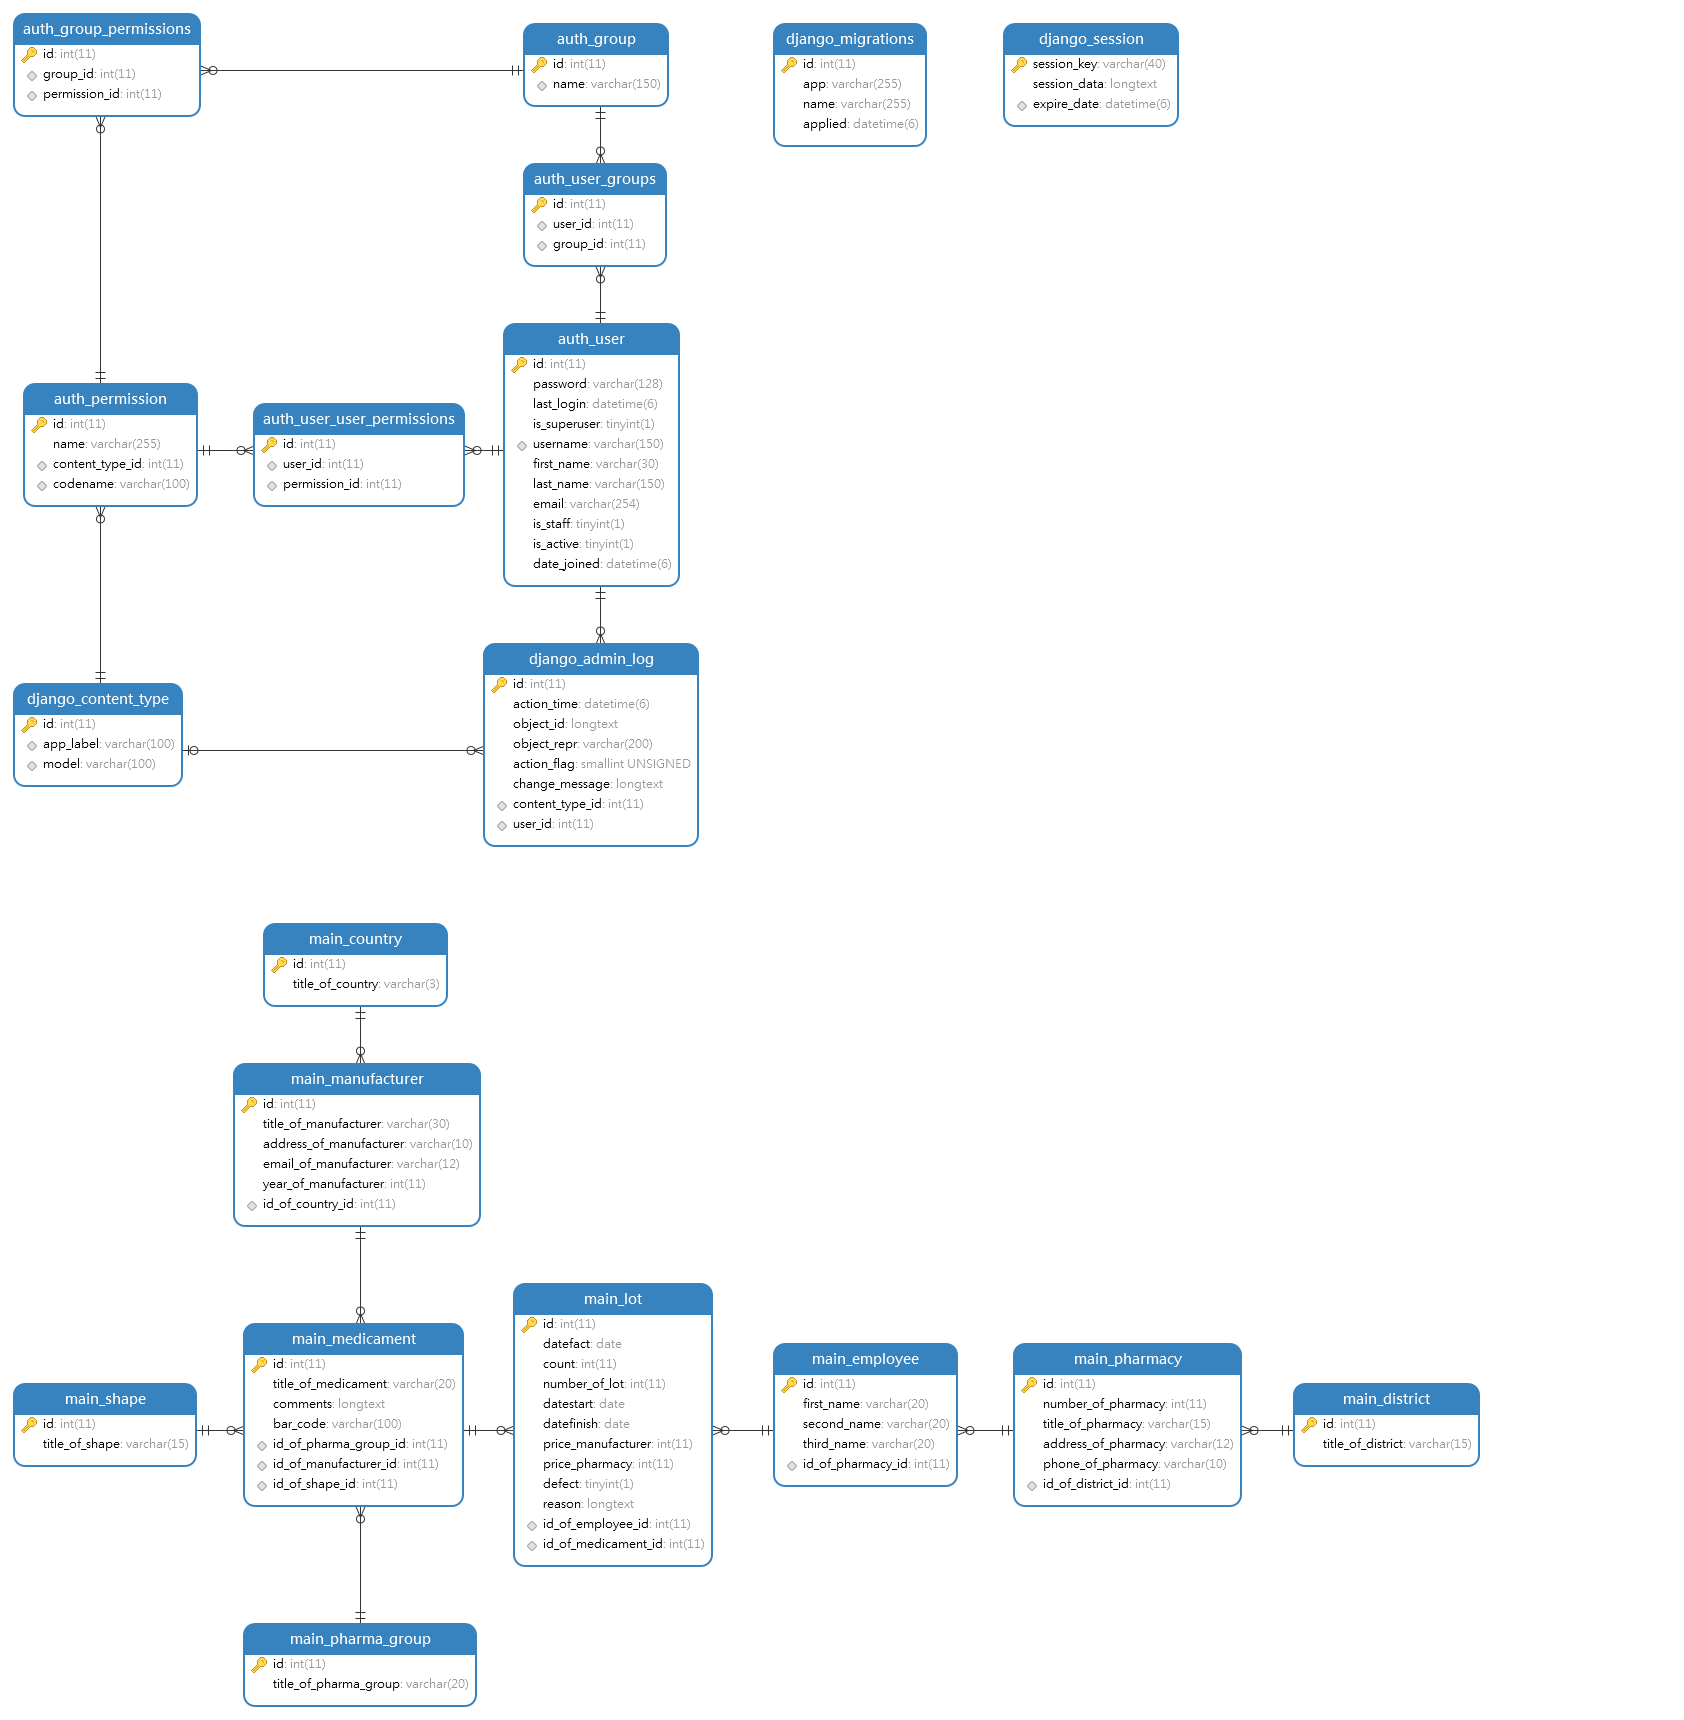 auth_group_permissions
id: int(11)
group_id: int(11)
permission_id: int(11)
auth_group
id: int(11)
name: varchar(150)
django_migrations
id: int(11)
app: varchar(255)
name: varchar(255)
applied: datetime(6)
django_session
session_key: varchar(40)
session_data: longtext
expire_date: datetime(6)
auth_user_groups
id: int(11)
user_id: int(11)
group_id: int(11)
auth_user
id: int(11)
password: varchar(128)
last_login: datetime(6)
is_superuser: tinyint(1)
username: varchar(150)
first_name: varchar(30)
last_name: varchar(150)
email: varchar(254)
is_staff: tinyint(1)
is_active: tinyint(1)
date_joined: datetime(6)
auth_permission
id: int(11)
name: varchar(255)
content_type_id: int(11)
codename: varchar(100)
auth_user_user_permissions
id: int(11)
user_id: int(11)
permission_id: int(11)
django_content_type
id: int(11)
app_label: varchar(100)
model: varchar(100)
django_admin_log
id: int(11)
action_time: datetime(6)
object_id: longtext
object_repr: varchar(200)
action_flag: smallint UNSIGNED
change_message: longtext
content_type_id: int(11)
user_id: int(11)
main_country
id: int(11)
title_of_country: varchar(3)
main_manufacturer
id: int(11)
title_of_manufacturer: varchar(30)
address_of_manufacturer: varchar(10)
email_of_manufacturer: varchar(12)
year_of_manufacturer: int(11)
id_of_country_id: int(11)
main_shape
id: int(11)
title_of_shape: varchar(15)
main_medicament
id: int(11)
title_of_medicament: varchar(20)
comments: longtext
bar_code: varchar(100)
id_of_pharma_group_id: int(11)
id_of_manufacturer_id: int(11)
id_of_shape_id: int(11)
main_lot
id: int(11)
datefact: date
count: int(11)
number_of_lot: int(11)
datestart: date
datefinish: date
price_manufacturer: int(11)
price_pharmacy: int(11)
defect: tinyint(1)
reason: longtext
id_of_employee_id: int(11)
id_of_medicament_id: int(11)
main_employee
id: int(11)
first_name: varchar(20)
second_name: varchar(20)
third_name: varchar(20)
id_of_pharmacy_id: int(11)
main_pharmacy
id: int(11)
number_of_pharmacy: int(11)
title_of_pharmacy: varchar(15)
address_of_pharmacy: varchar(12)
phone_of_pharmacy: varchar(10)
id_of_district_id: int(11)
main_district
id: int(11)
title_of_district: varchar(15)
main_pharma_group
id: int(11)
title_of_pharma_group: varchar(20)